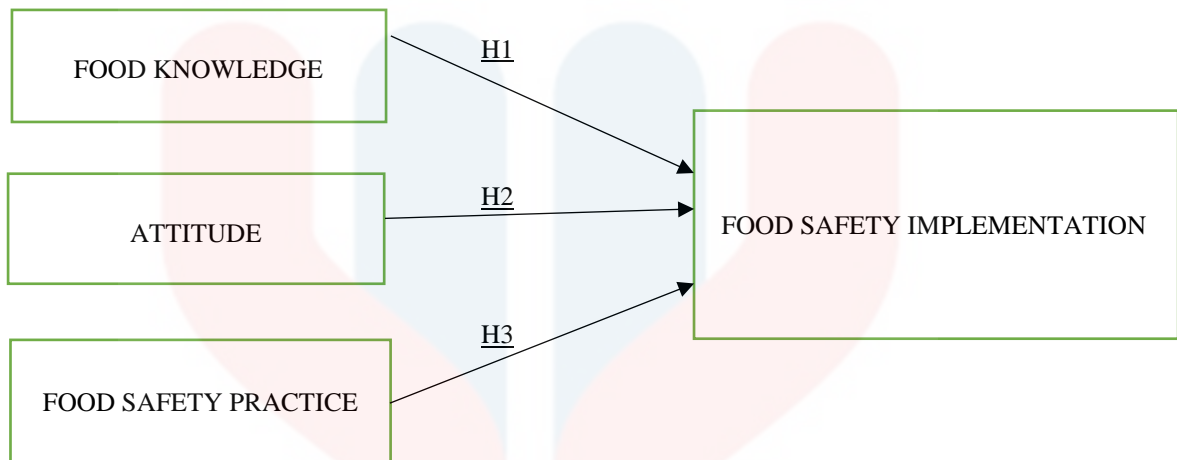 FOOD KNOWLEDGE
H1
ATTITUDE
H2
FOOD SAFETY IMPLEMENTATION
FOOD SAFETY PRACTICE
H3